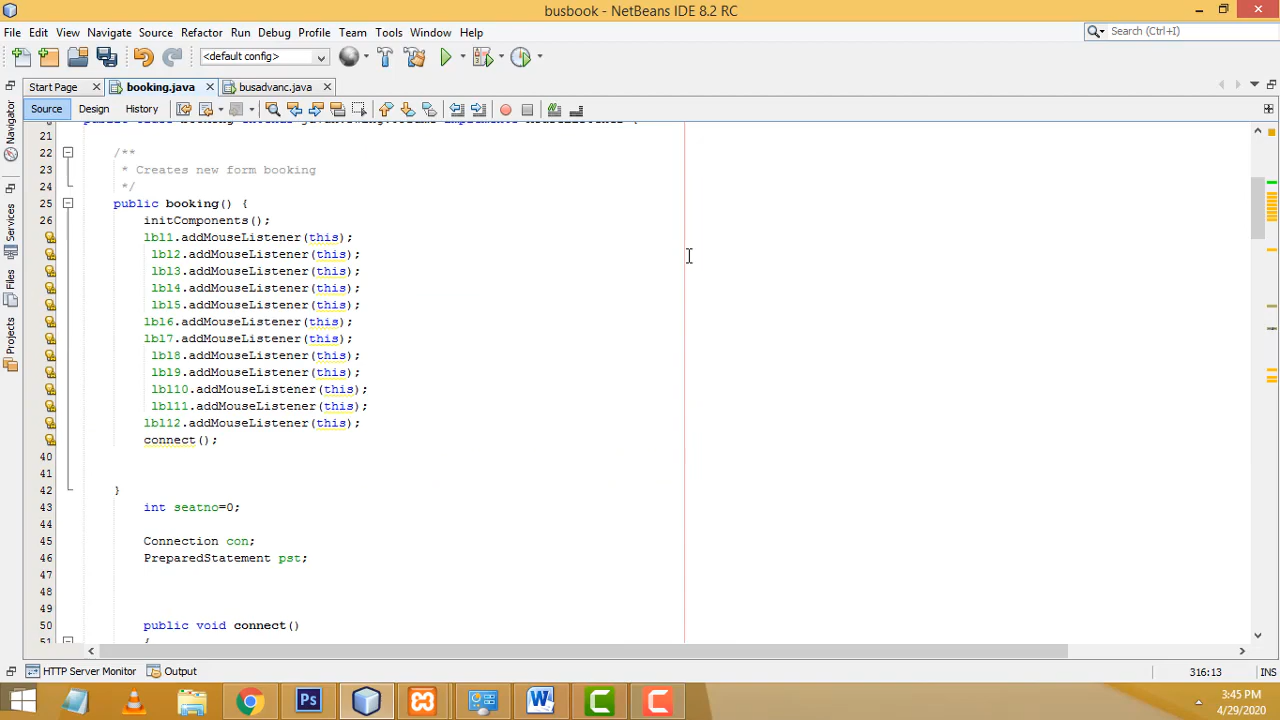 busbook - NetBeans IDE 8.2 RC
File Edit View Navigate Source Refactor Run Debug Profile Team Tools Window Help
Search (Ctrl+I)
<default config>
Start Page booking.java busadvanc.java
Source Design History
Navigator
Services
Files
Projects
21
22 /**
23 * Creates new form booking
24 */
25 public booking() {
26 initComponents();
lbl1.addMouseListener(this);
lbl2.addMouseListener(this);
lbl3.addMouseListener(this);
lbl4.addMouseListener(this);
lbl5.addMouseListener(this);
lbl6.addMouseListener(this);
lbl7.addMouseListener(this);
lbl8.addMouseListener(this);
lbl9.addMouseListener(this);
lbl10.addMouseListener(this);
lbl11.addMouseListener(this);
lbl12.addMouseListener(this);
connect();
40
41
42 }
43 int seatno=0;
44
45 Connection con;
46 PreparedStatement pst;
47
48
49
50 public void connect()
51 {
HTTP Server Monitor Output
316:13 INS
3:45 PM
4/29/2020